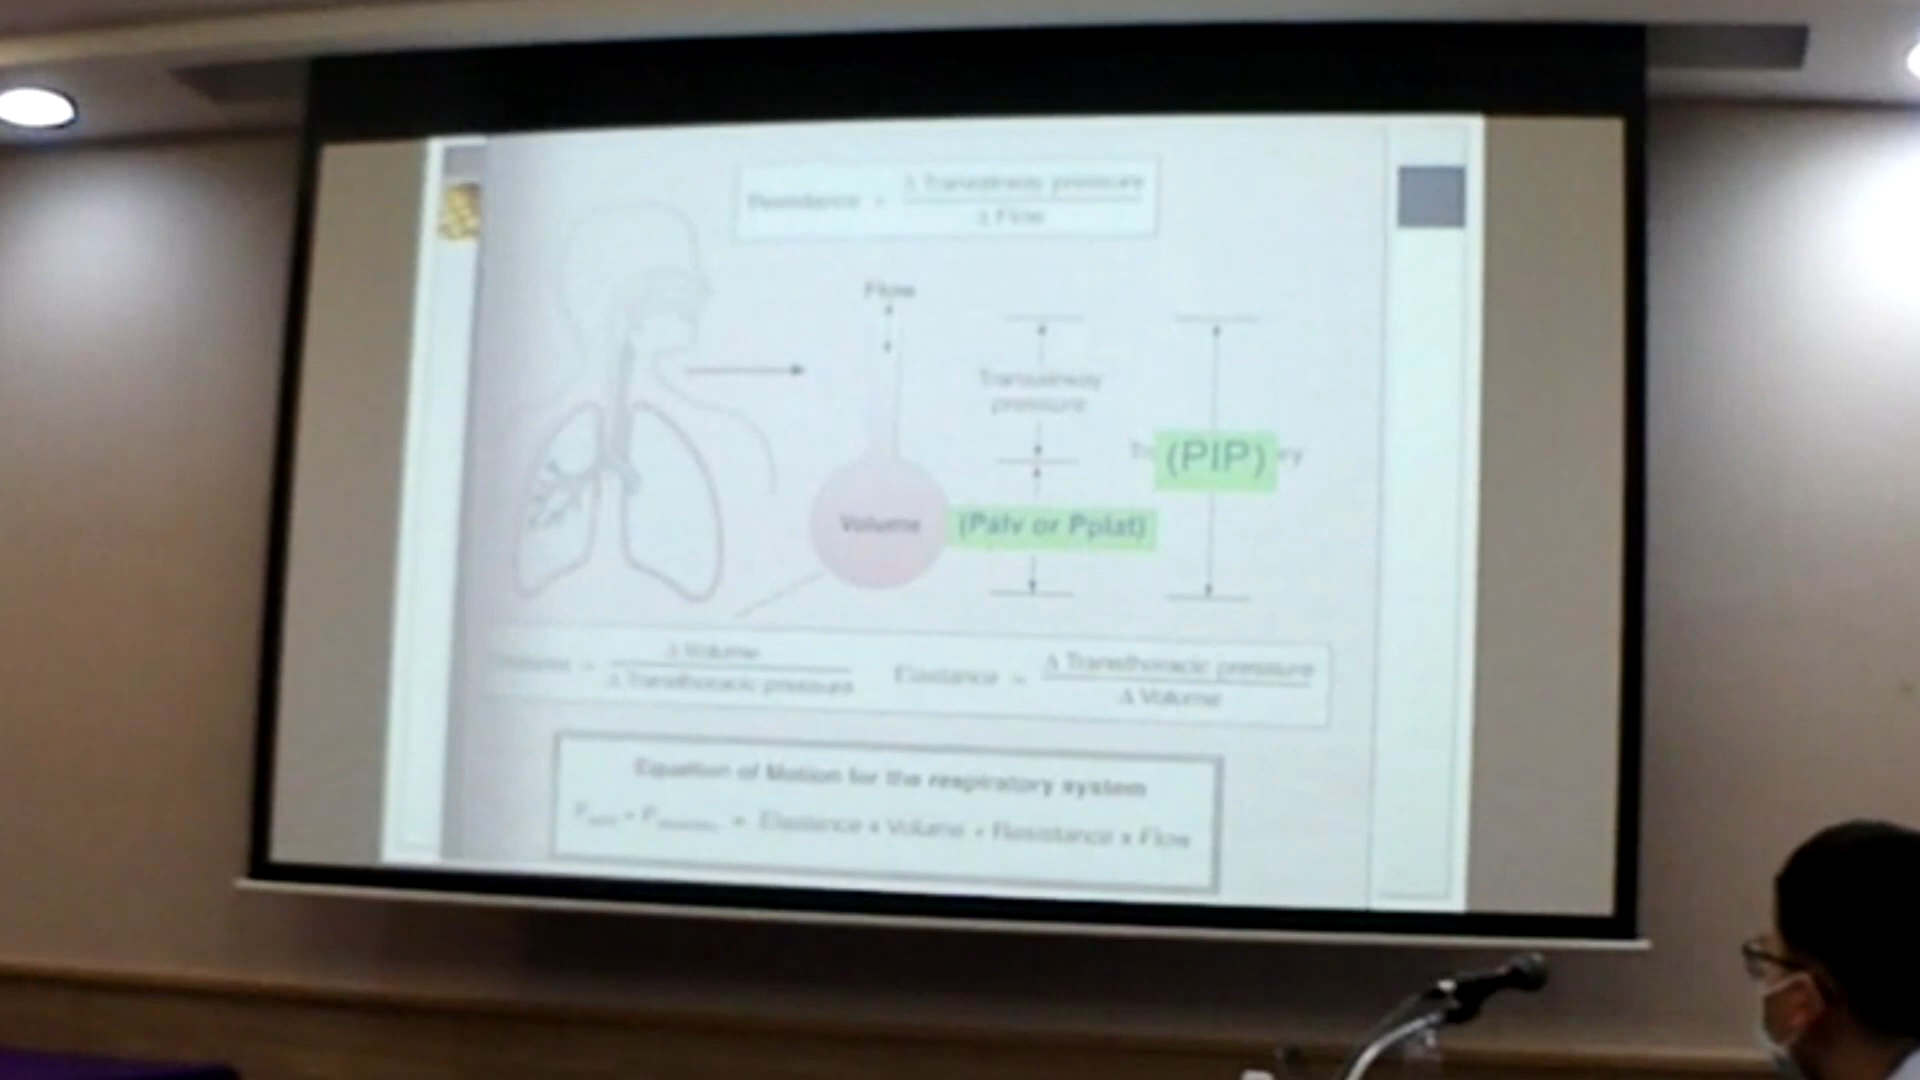 Resistance = Δ Transairway pressure
Δ Flow
Flow
Transairway
pressure
(PIP)
Volume
(Palv or Pplat)
Δ Volume
Δ Transthoracic pressure
Elastance = Δ Transthoracic pressure
Δ Volume
Equation of Motion for the respiratory system
= Elastance x Volume + Resistance x Flow